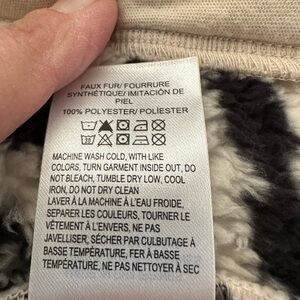 FAUX FUR/ FOURRURE
SYNTHÉTIQUE/ IMITACIÓN DE
PIEL
100% POLYESTER/ POLIÉSTER
MACHINE WASH COLD, WITH LIKE
COLORS, TURN GARMENT INSIDE OUT, DO
NOT BLEACH, TUMBLE DRY LOW, COOL
IRON, DO NOT DRY CLEAN
LAVER À LA MACHINE À L'EAU FROIDE,
SEPARER LES COULEURS, TOURNER LE
VÊTEMENT À L'ENVERS, NE PAS
JAVELLISER, SÉCHER PAR CULBUTAGE À
BASSE TEMPÉRATURE, FER À BASSE
TEMPÉRATURE, NE PAS NETTOYER À SEC